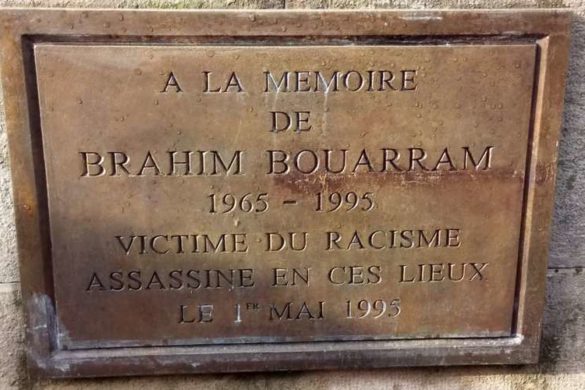 A LA MEMOIRE
DE
BRAHIM BOUARRAM
1965 - 1995
VICTIME DU RACISME
ASSASSINE EN CES LIEUX
LE 1ER MAI 1995